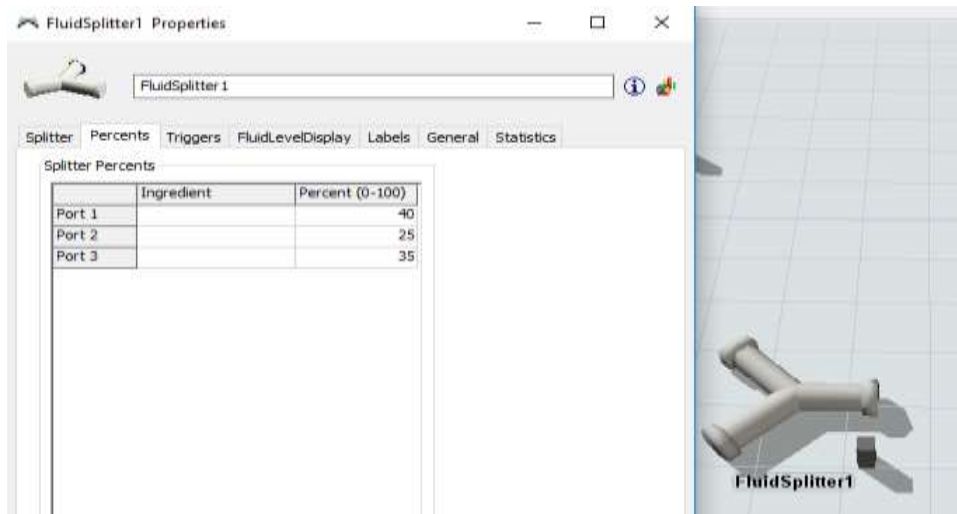 FluidSplitter1 Properties
FluidSplitter1
Splitter Percents Triggers FluidLevelDisplay Labels General Statistics
Splitter Percents
Ingredient Percent (0-100)
Port 1 40
Port 2 25
Port 3 35
FluidSplitter1